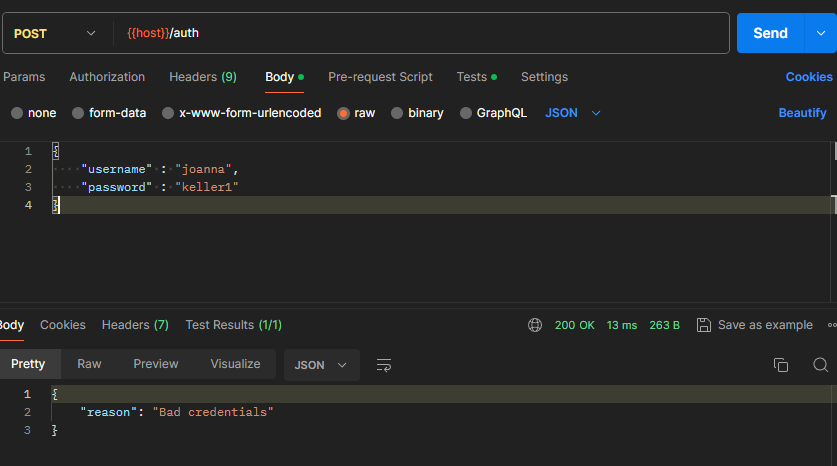 POST {{host}}/auth Send
Params Authorization Headers (9) Body Pre-request Script Tests Settings Cookies
none form-data x-www-form-urlencoded raw binary GraphQL JSON Beautify
1 {
2 "username" : "joanna",
3 "password" : "keller1"
4 }
Body Cookies Headers (7) Test Results (1/1) 200 OK 13 ms 263 B Save as example
Pretty Raw Preview Visualize JSON
1 {
2 "reason": "Bad credentials"
3 }